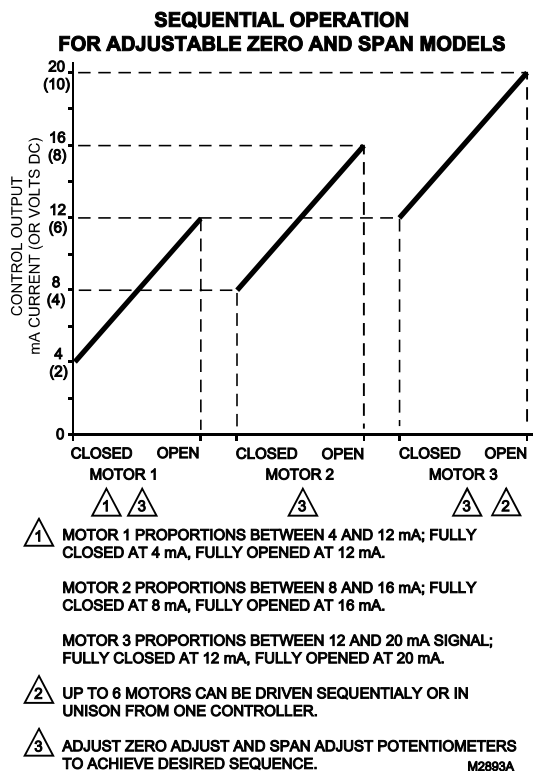 SEQUENTIAL OPERATION
FOR ADJUSTABLE ZERO AND SPAN MODELS
CONTROL OUTPUT
mA CURRENT (OR VOLTS DC)
20
(10)
16
(8)
12
(6)
8
(4)
4
(2)
0
CLOSED OPEN CLOSED OPEN CLOSED OPEN
MOTOR 1 MOTOR 2 MOTOR 3
1 3 3 3 2
1 MOTOR 1 PROPORTIONS BETWEEN 4 AND 12 mA; FULLY
CLOSED AT 4 mA, FULLY OPENED AT 12 mA.
MOTOR 2 PROPORTIONS BETWEEN 8 AND 16 mA; FULLY
CLOSED AT 8 mA, FULLY OPENED AT 16 mA.
MOTOR 3 PROPORTIONS BETWEEN 12 AND 20 mA SIGNAL;
FULLY CLOSED AT 12 mA, FULLY OPENED AT 20 mA.
2 UP TO 6 MOTORS CAN BE DRIVEN SEQUENTIALY OR IN
UNISON FROM ONE CONTROLLER.
3 ADJUST ZERO ADJUST AND SPAN ADJUST POTENTIOMETERS
TO ACHIEVE DESIRED SEQUENCE.
M2893A